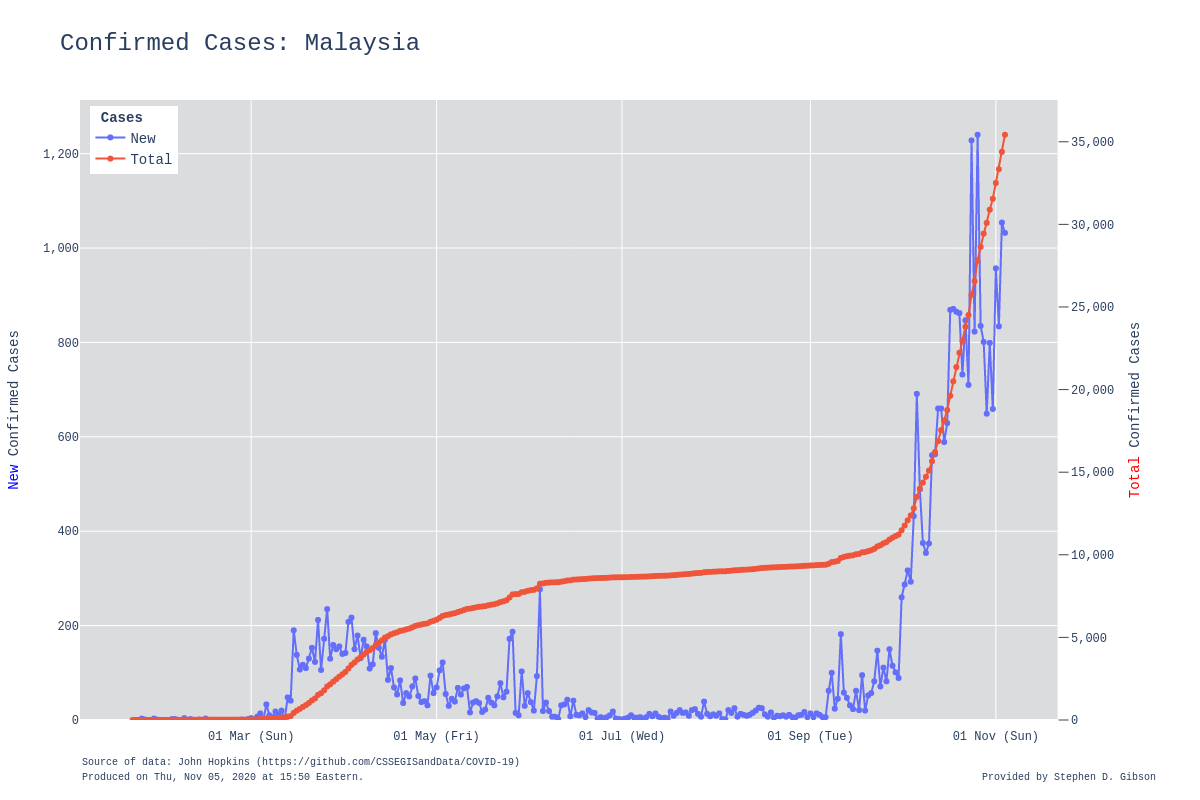 Confirmed Cases: Malaysia
Cases
New
Total
1,200
1,000
800
600
400
200
0
35,000
30,000
25,000
20,000
15,000
10,000
5,000
0
New Confirmed Cases
Total Confirmed Cases
01 Mar (Sun)
01 May (Fri)
01 Jul (Wed)
01 Sep (Tue)
01 Nov (Sun)
Source of data: John Hopkins (https://github.com/CSSEGISandData/COVID-19)
Produced on Thu, Nov 05, 2020 at 15:50 Eastern.
Provided by Stephen D. Gibson